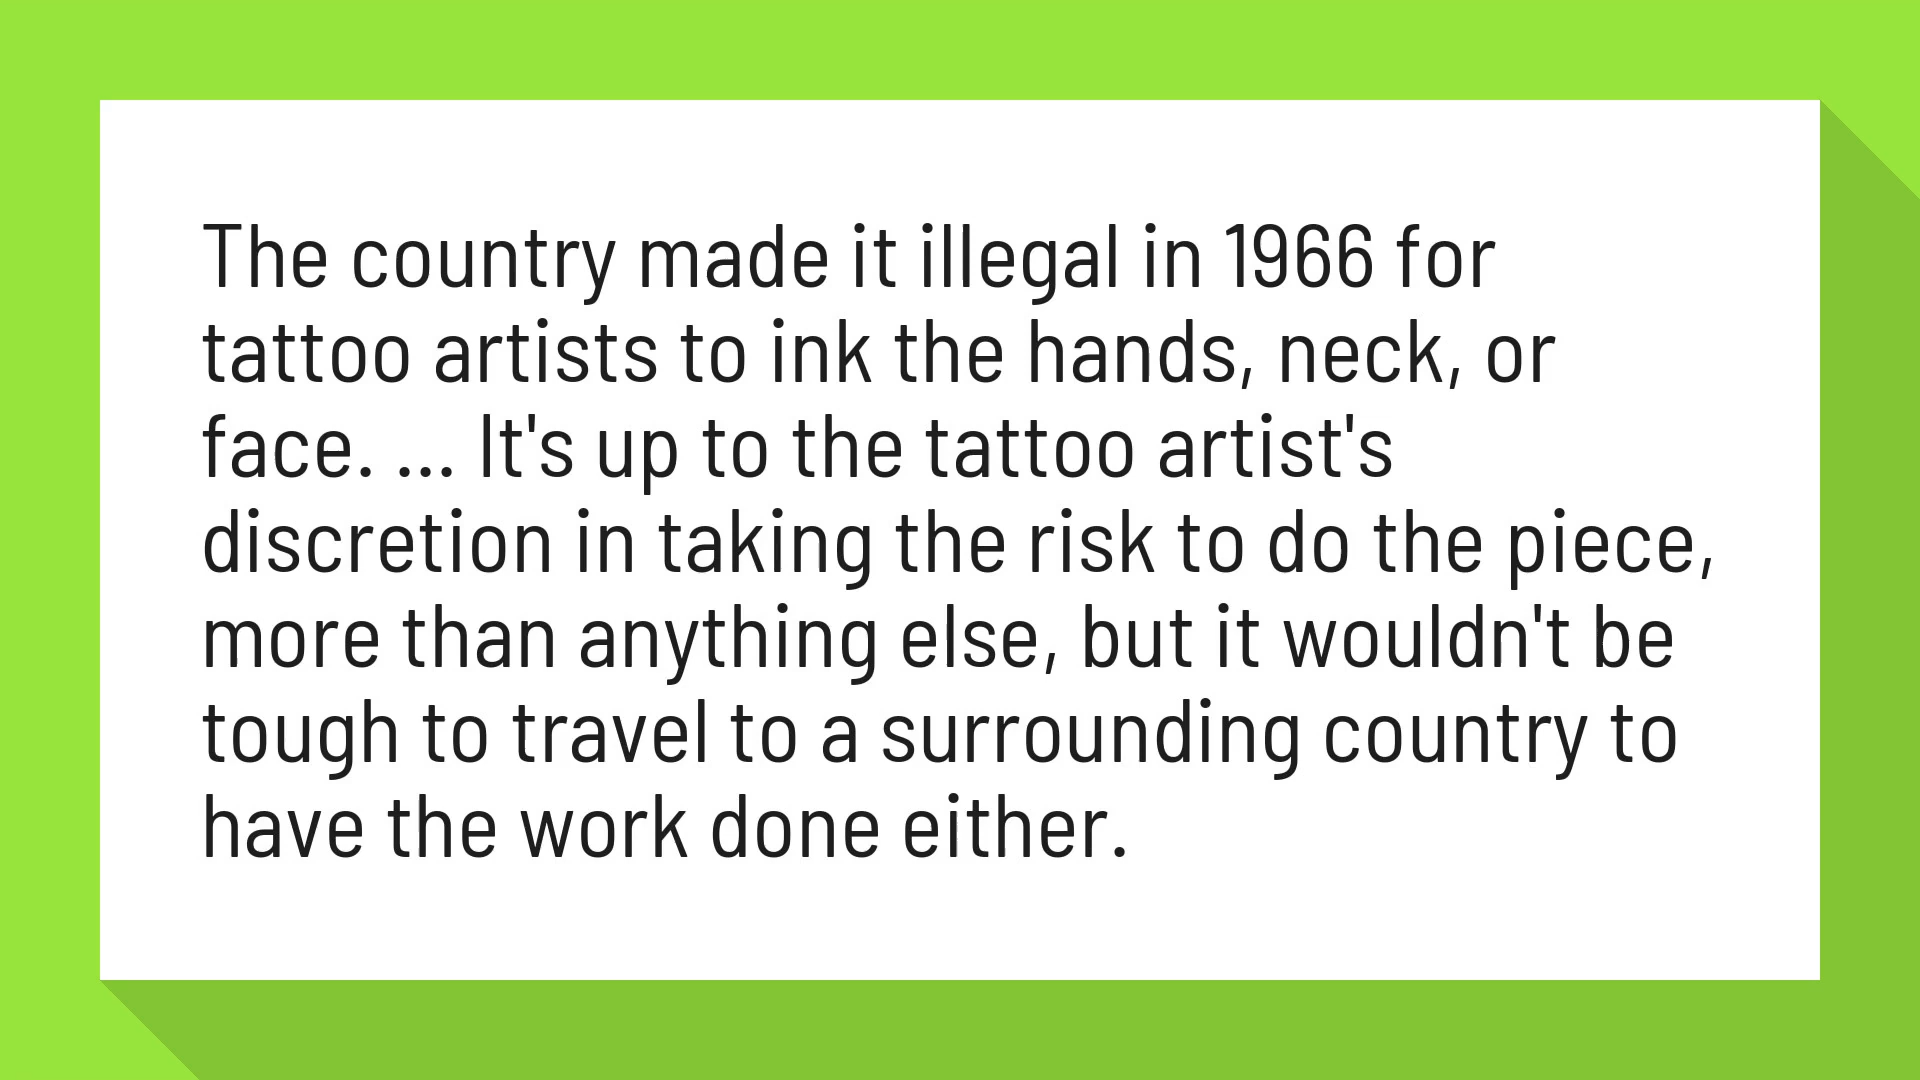 The country made it illegal in 1966 for
tattoo artists to ink the hands, neck, or
face. ... It's up to the tattoo artist's
discretion in taking the risk to do the piece,
more than anything else, but it wouldn't be
tough to travel to a surrounding country to
have the work done either.